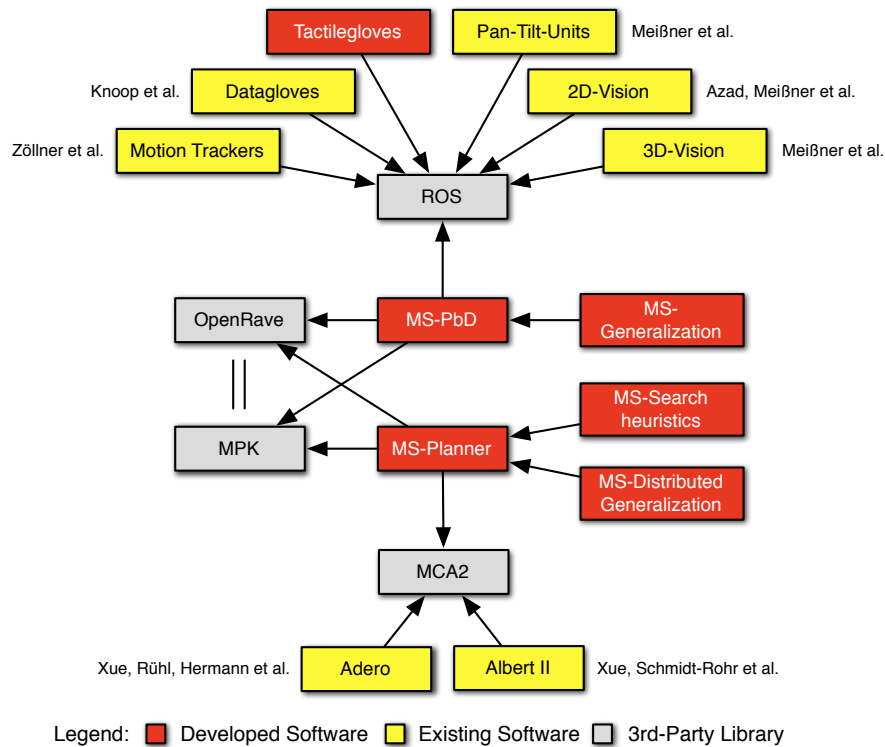 Tactilegloves
Pan-Tilt-Units
Meißner et al.
Knoop et al.
Datagloves
2D-Vision
Azad, Meißner et al.
Zöllner et al.
Motion Trackers
3D-Vision
Meißner et al.
ROS
OpenRave
MS-PbD
MS-
Generalization
MS-Search
heuristics
MPK
MS-Planner
MS-Distributed
Generalization
MCA2
Xue, Rühl, Hermann et al.
Adero
Albert II
Xue, Schmidt-Rohr et al.
Legend: Developed Software Existing Software 3rd-Party Library